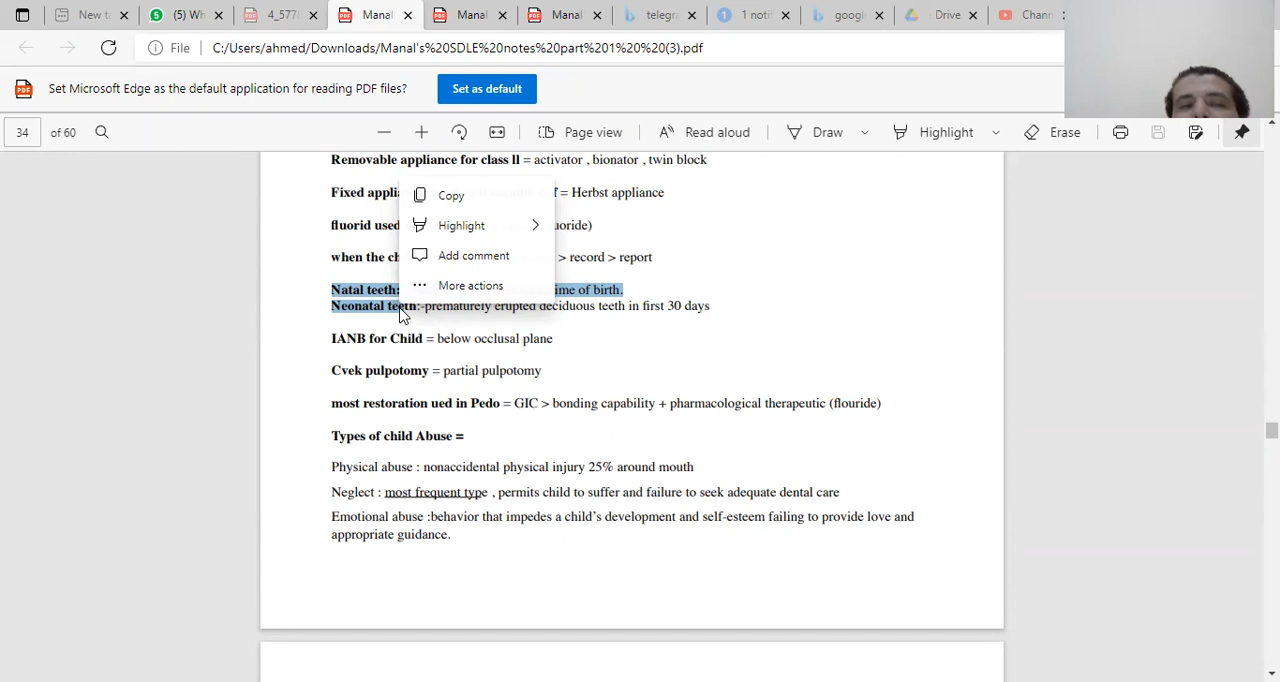 New t
(5) Wh
4_577
Manal
Manal
Manal
telegra
1 noti
googl
Drive
Chann
File
C:/Users/ahmed/Downloads/Manal's%20SDLE%20notes%20part%201%20%20(3).pdf
Set Microsoft Edge as the default application for reading PDF files?
Set as default
34 of 60
Page view
Read aloud
Draw
Highlight
Erase
Removable appliance for class ll = activator , bionator , twin block
Fixed appli = Herbst appliance
fluorid used uoride)
when the ch > record > report
Natal teeth: ime of birth.
Neonatal teeth:-prematurely erupted deciduous teeth in first 30 days
Copy
Highlight
Add comment
More actions
IANB for Child = below occlusal plane
Cvek pulpotomy = partial pulpotomy
most restoration ued in Pedo = GIC > bonding capability + pharmacological therapeutic (flouride)
Types of child Abuse =
Physical abuse : nonaccidental physical injury 25% around mouth
Neglect : most frequent type , permits child to suffer and failure to seek adequate dental care
Emotional abuse :behavior that impedes a child's development and self-esteem failing to provide love and
appropriate guidance.